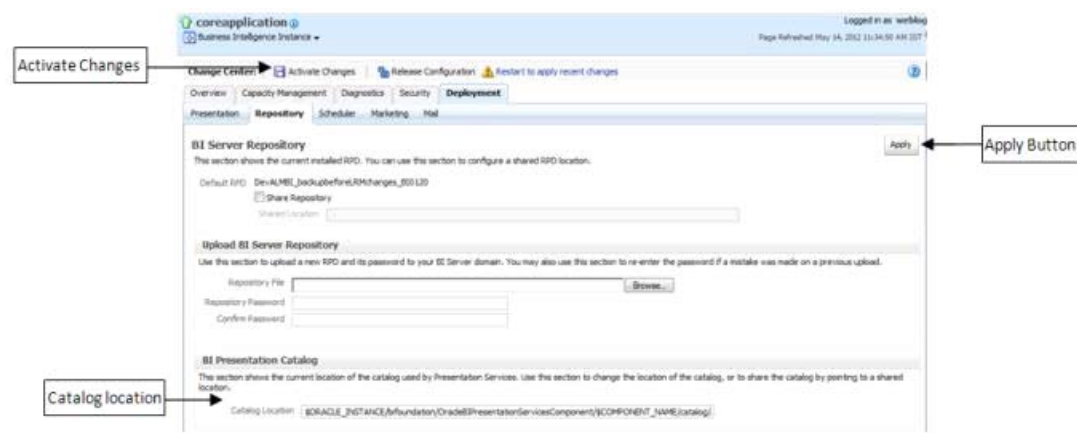 coreapplication
Logged in as weblog
Business Intelligence Instance
Page Refreshed May 14, 2012 11:34:50 AM IST
Activate Changes
Change Center: Activate Changes Release Configuration Restart to apply recent changes
Overview Capacity Management Diagnostics Security Deployment
Presentation Repository Scheduler Marketing Mail
BI Server Repository
Apply
Apply Button
This section shows the current installed RPD. You can use this section to configure a shared RPD location.
Default RPD DevALMBI_backupbeforeLRMchanges_BI0120
Share Repository
Shared Location
Upload BI Server Repository
Use this section to upload a new RPD and its password to your BI Server domain. You may also use this section to re-enter the password if a mistake was made on a previous upload.
Repository File Browse...
Repository Password
Confirm Password
BI Presentation Catalog
This section shows the current location of the catalog used by Presentation Services. Use this section to change the location of the catalog, or to share the catalog by pointing to a shared
location.
Catalog location
Catalog Location $ORACLE_INSTANCE/bifoundation/OracleBIPresentationServicesComponent/$COMPONENT_NAME/catalog/